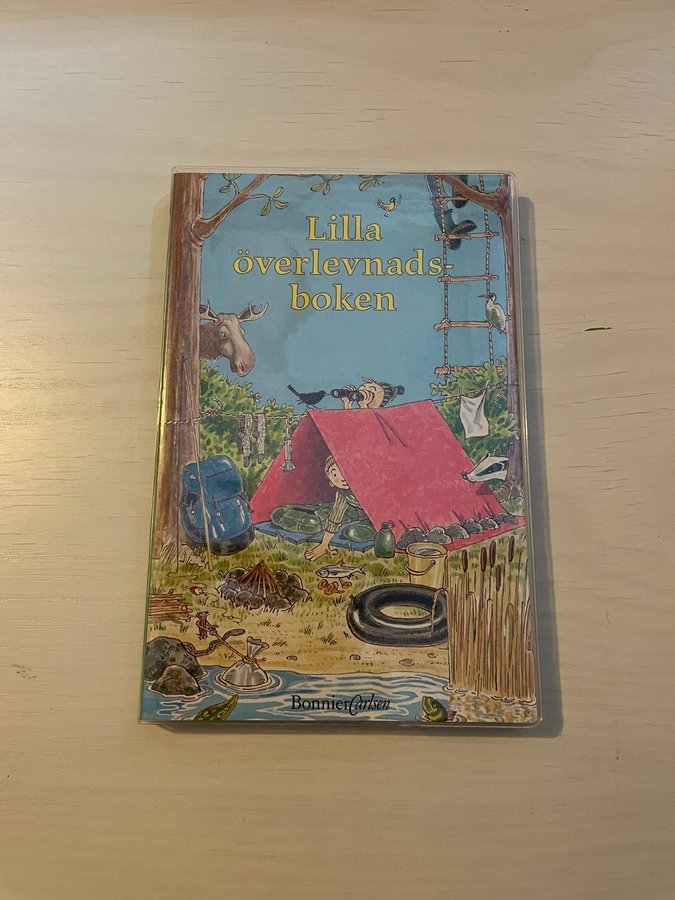 Lilla
överlevnads-
boken
BonnierCarlsen